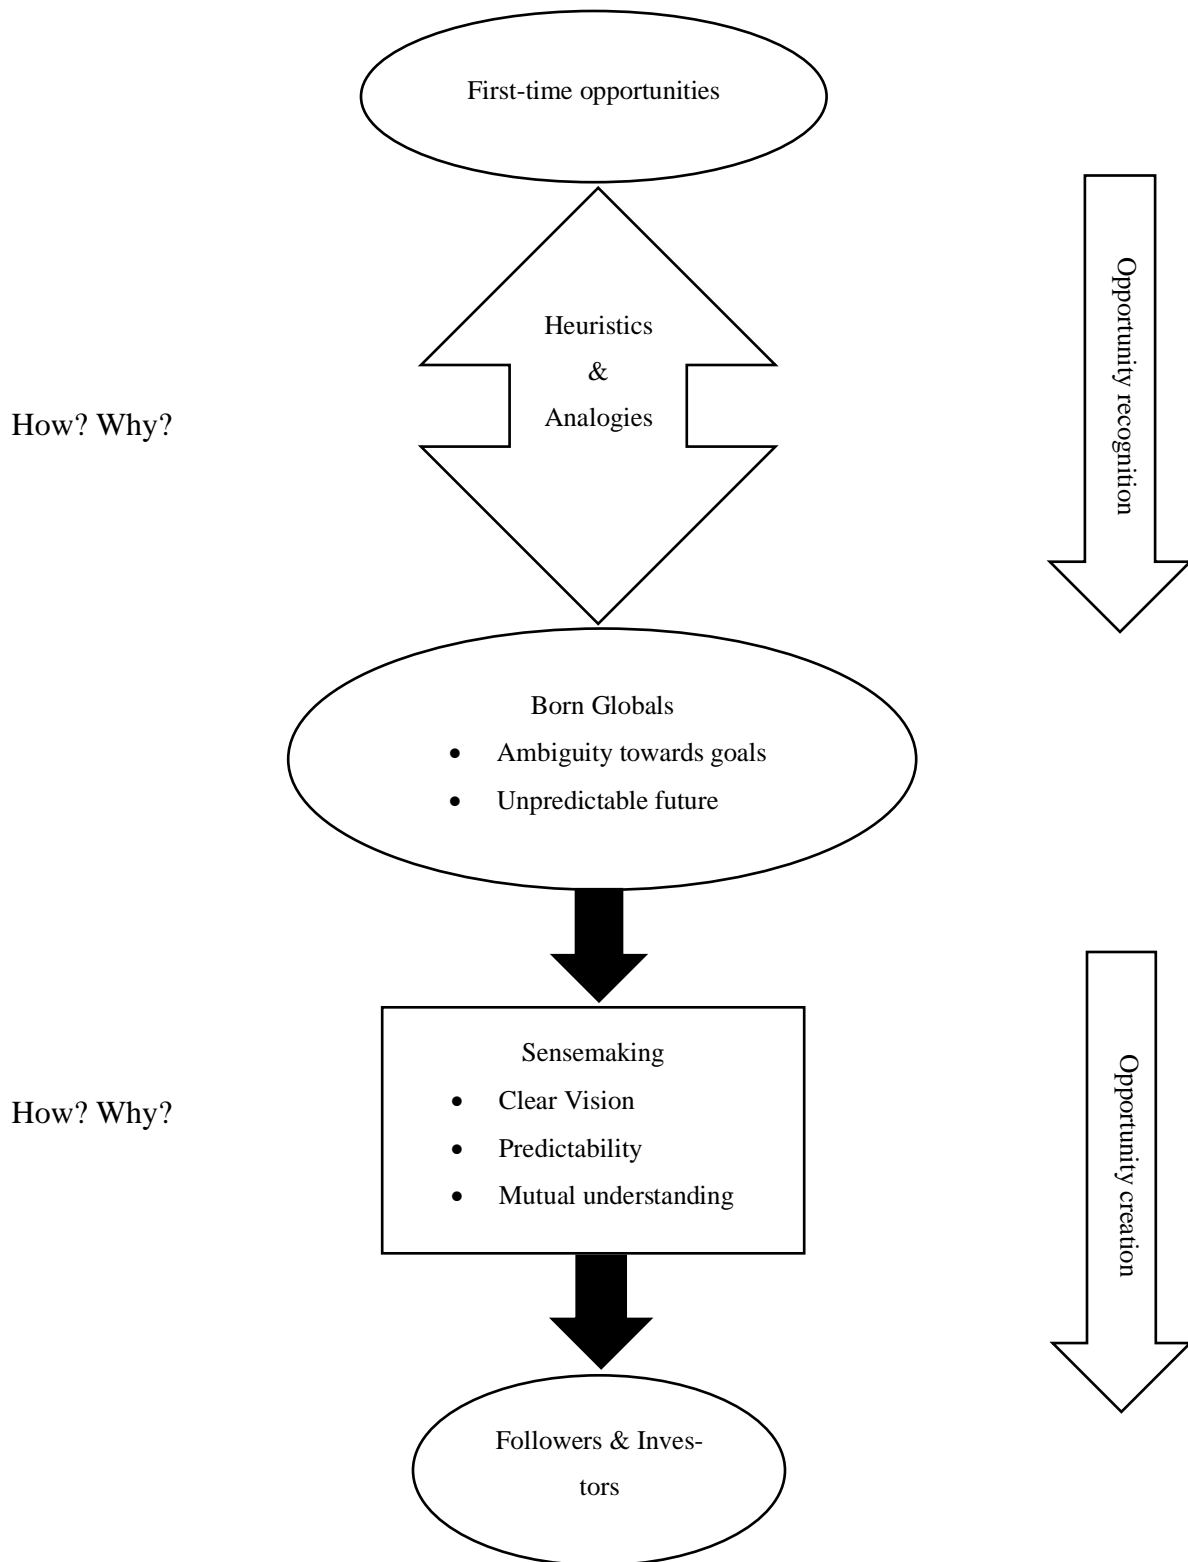 First-time opportunities
Heuristics
&
Analogies
Opportunity recognition
How? Why?
Born Globals
• Ambiguity towards goals
• Unpredictable future
Sensemaking
• Clear Vision
• Predictability
• Mutual understanding
How? Why?
Opportunity creation
Followers & Inves-
tors